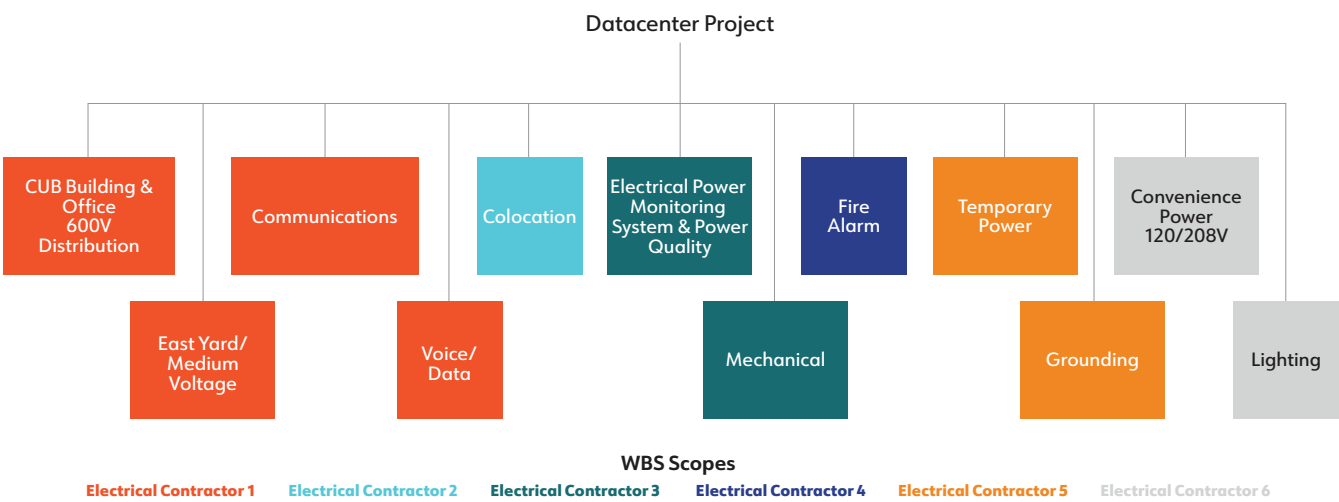 Datacenter Project
CUB Building &
Office
600V
Distribution
Communications
Colocation
Electrical Power
Monitoring
System & Power
Quality
Fire
Alarm
Temporary
Power
Convenience
Power
120/208V
East Yard/
Medium
Voltage
Voice/
Data
Mechanical
Grounding
Lighting
WBS Scopes
Electrical Contractor 1 Electrical Contractor 2 Electrical Contractor 3 Electrical Contractor 4 Electrical Contractor 5 Electrical Contractor 6